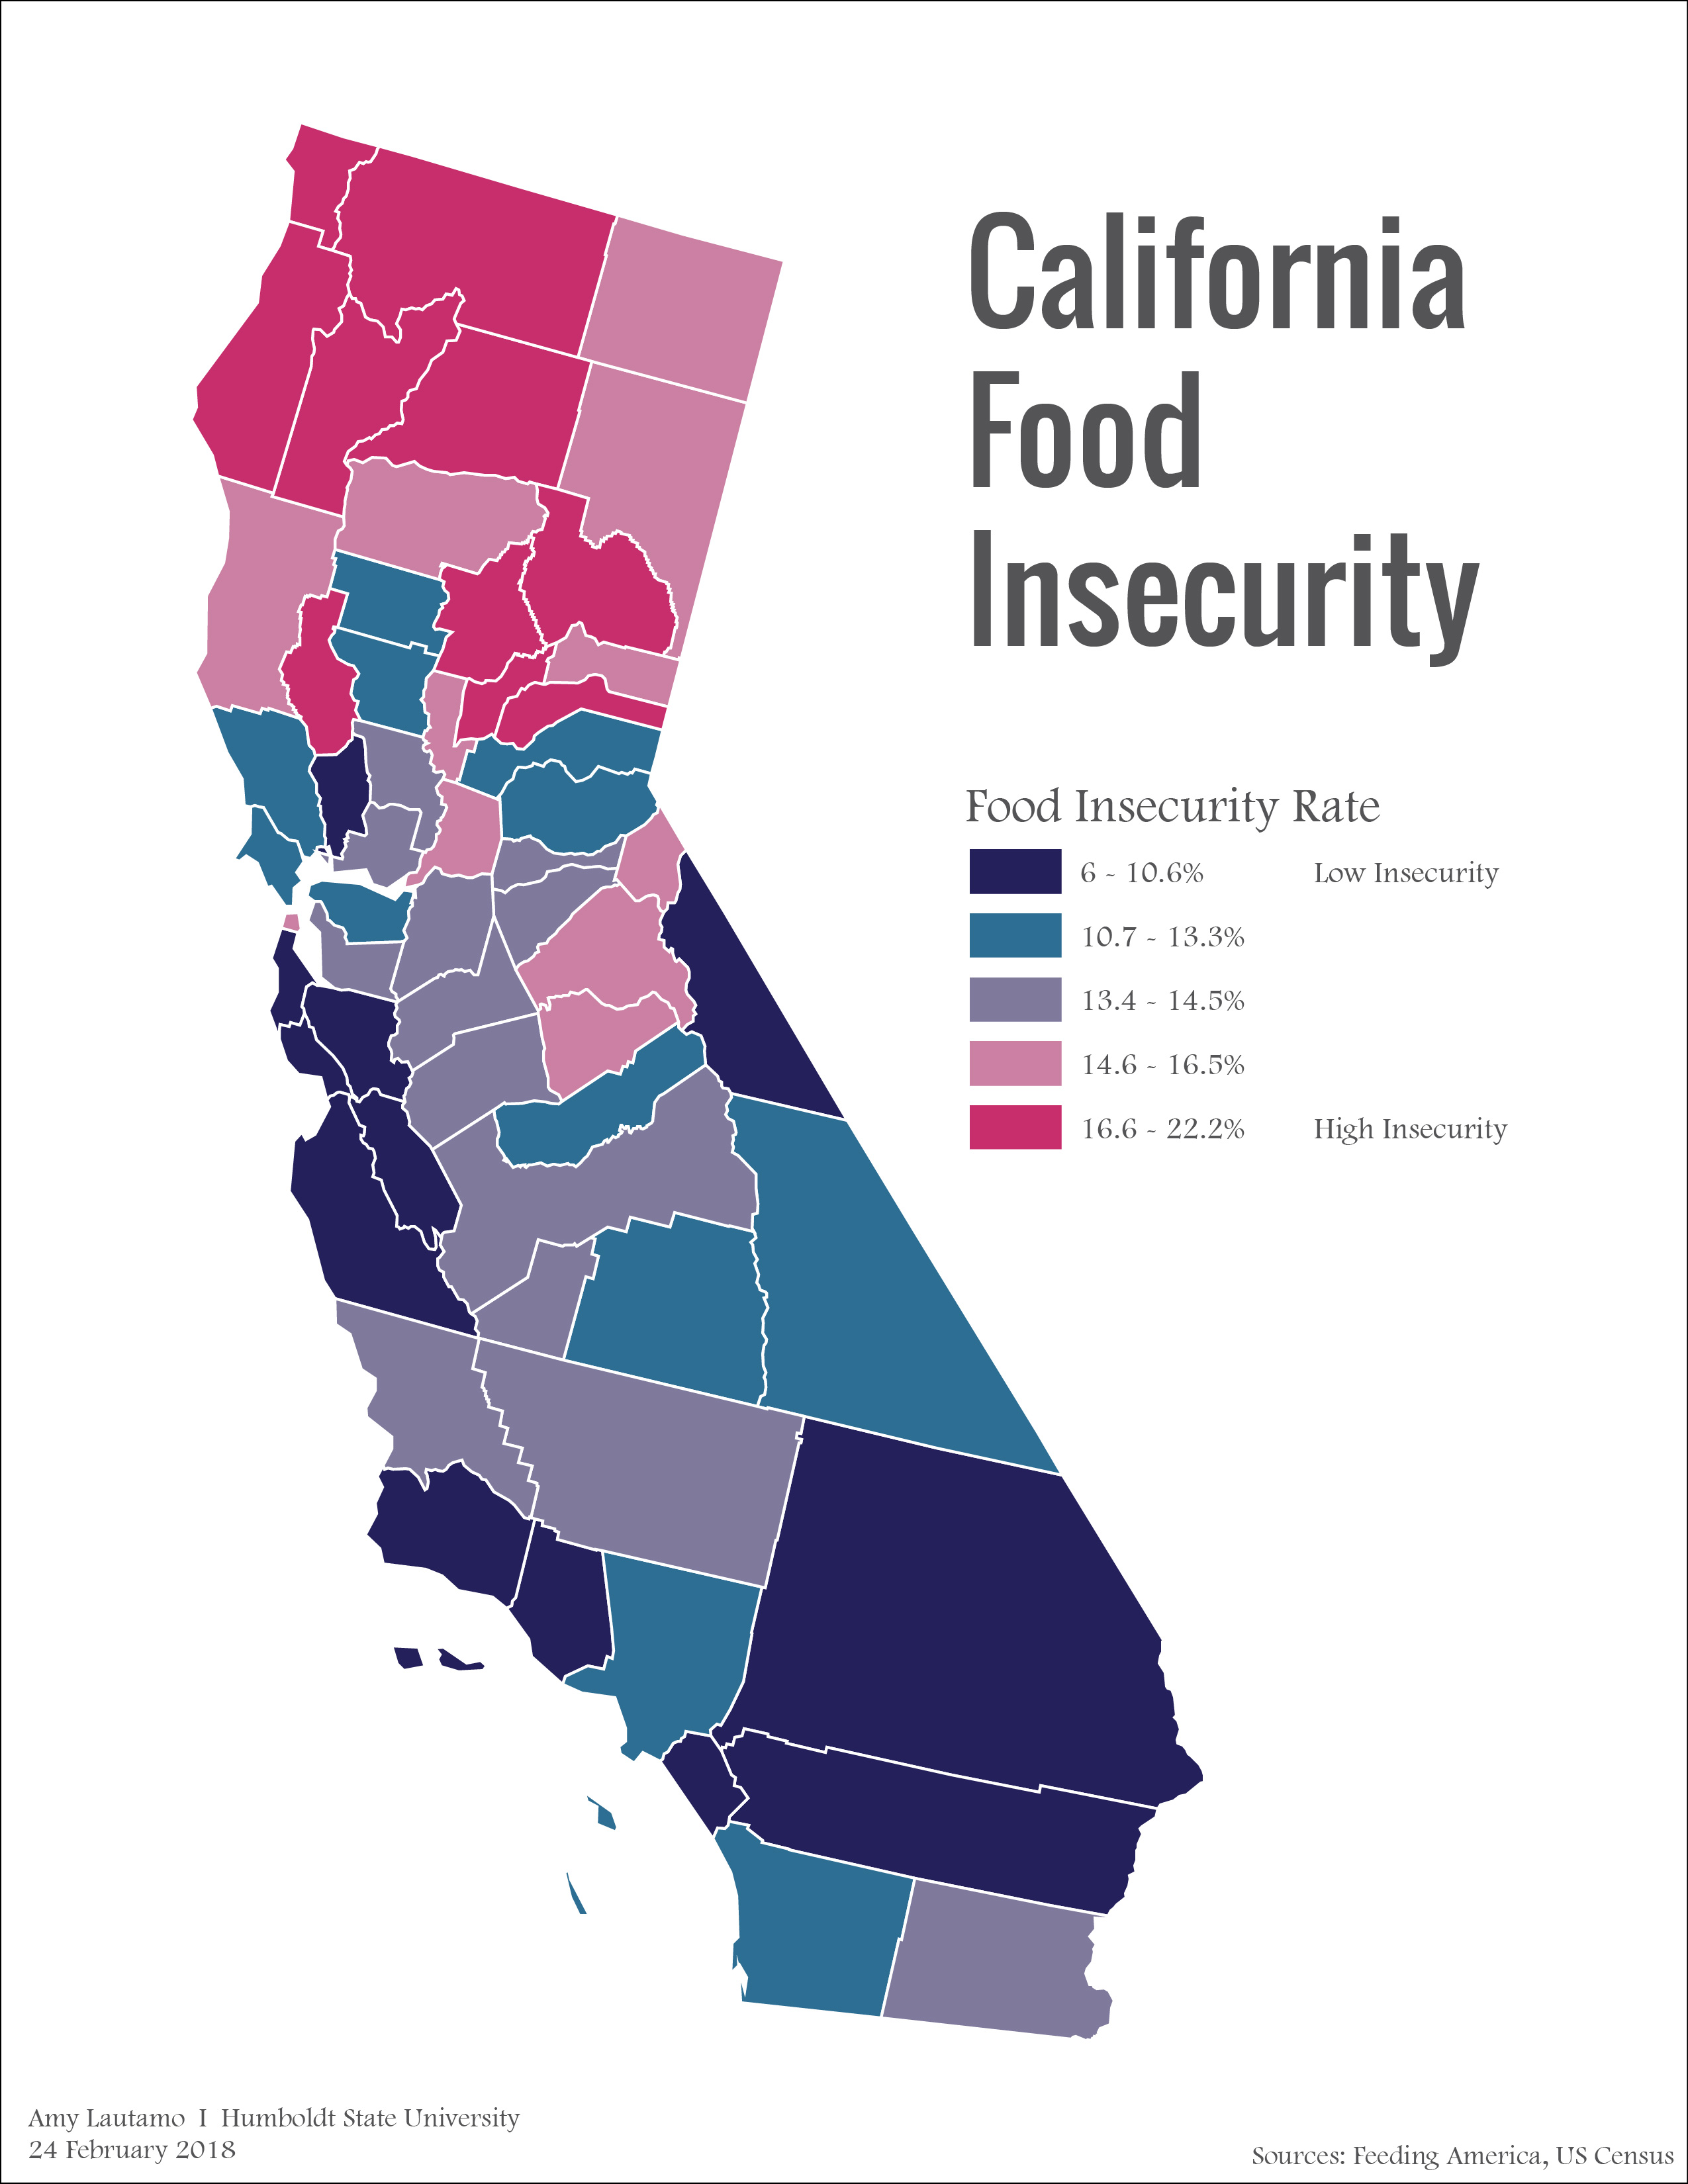 California
Food
Insecurity
Food Insecurity Rate
6 - 10.6% Low Insecurity
10.7 - 13.3%
13.4 - 14.5%
14.6 - 16.5%
16.6 - 22.2% High Insecurity
Amy Lautamo I Humboldt State University
24 February 2018
Sources: Feeding America, US Census